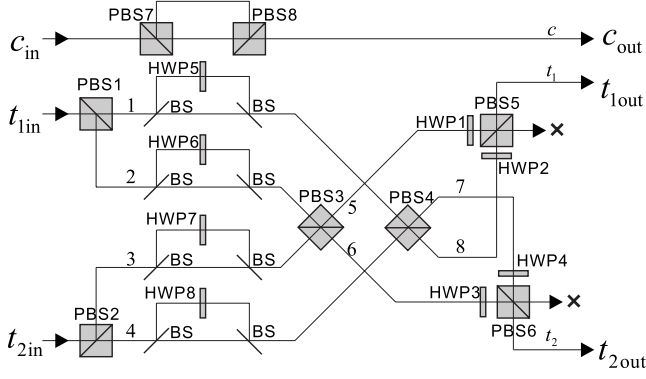 PBS7 PBS8
c_in c c_out
HWP5
PBS1 t_1 t_1out
t_1in 1 BS BS HWP1 PBS5 ×
HWP6 HWP2
2 BS BS
PBS3 5 PBS4 7
HWP7 6 8
3 BS BS HWP4
HWP8 HWP3 ×
PBS2 PBS6
t_2in 4 BS BS t_2 t_2out